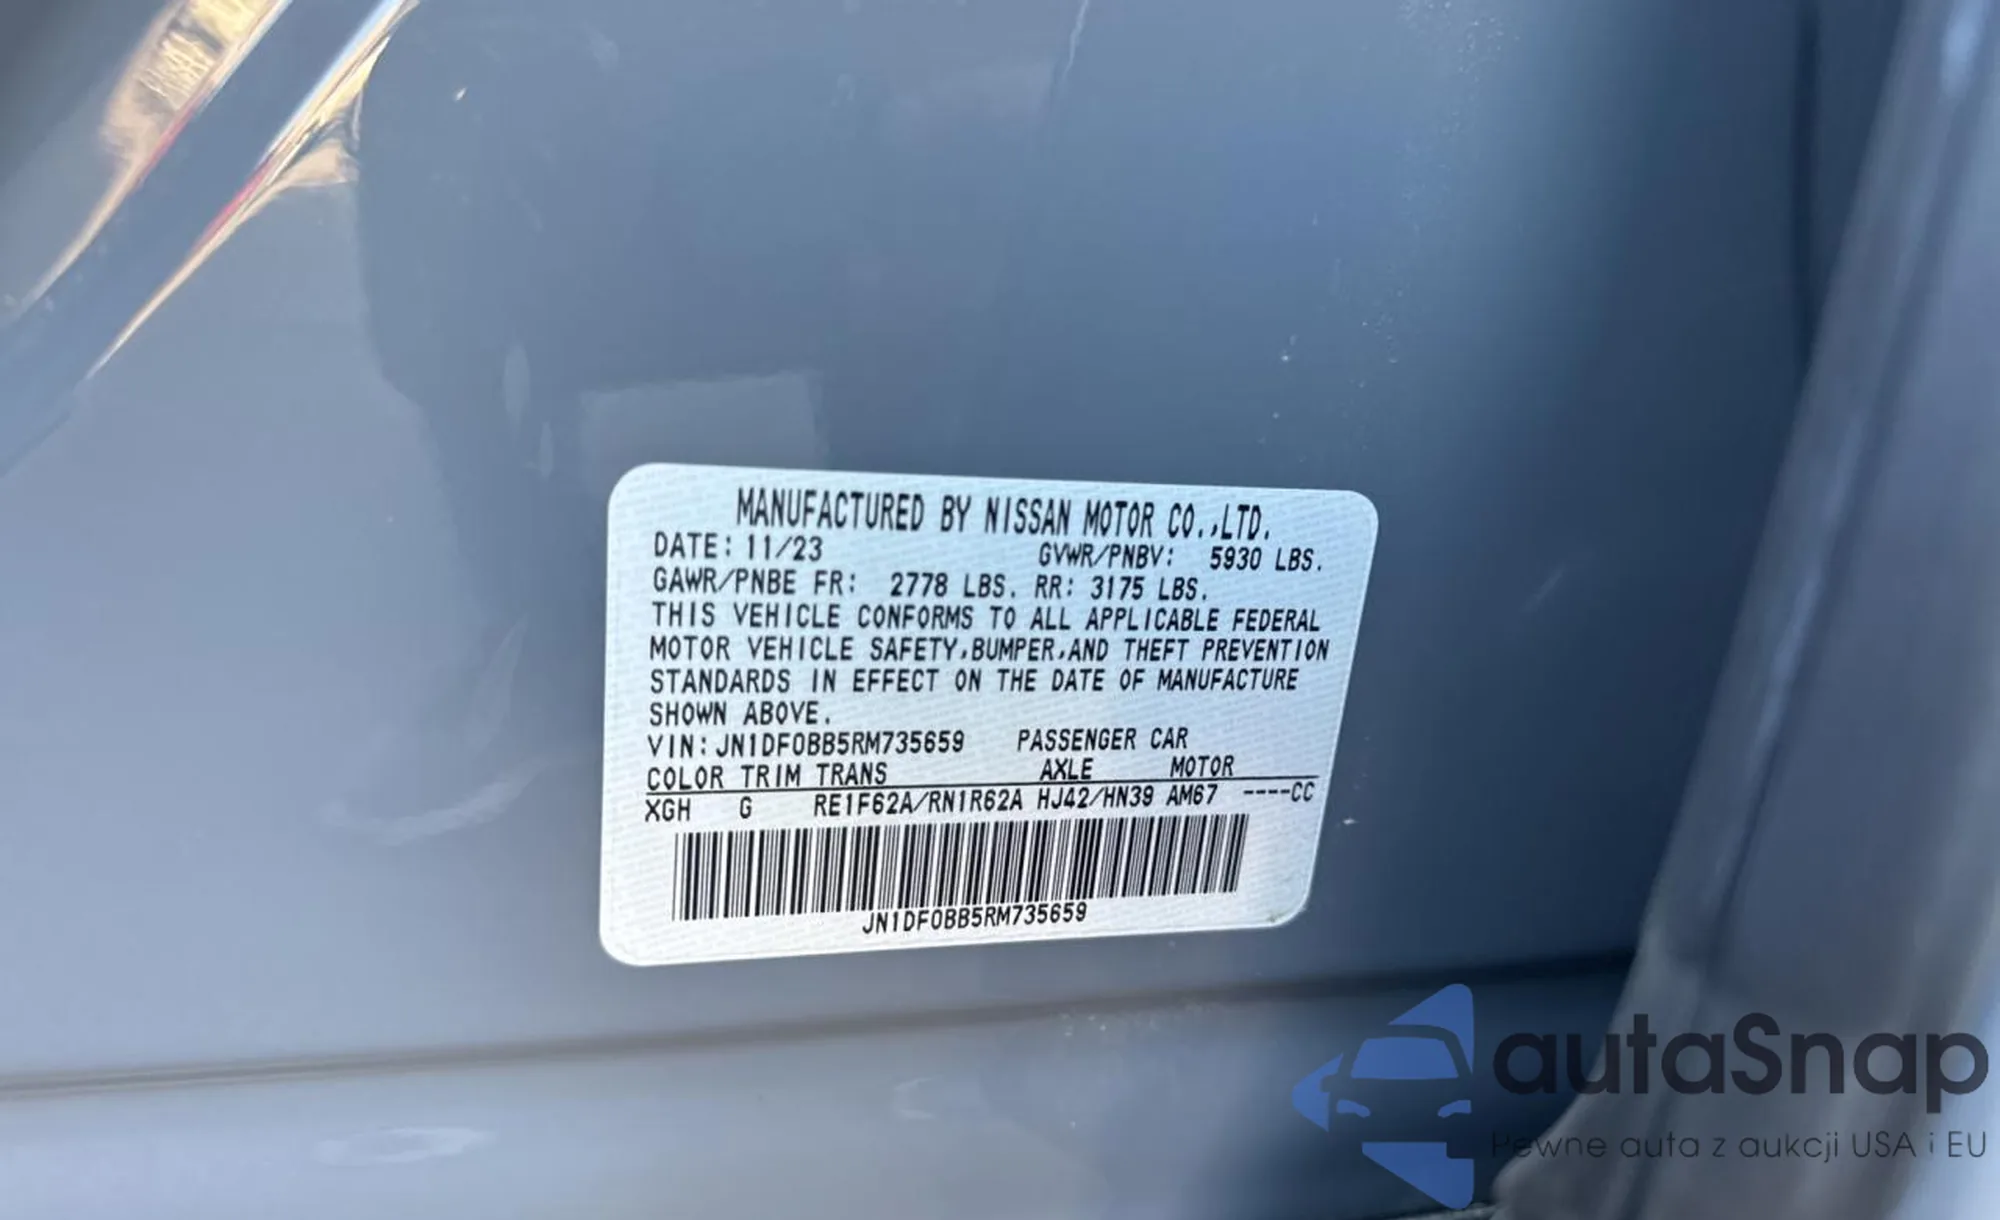 MANUFACTURED BY NISSAN MOTOR CO.,LTD.
DATE: 11/23 GVWR/PNBV: 5930 LBS.
GAWR/PNBE FR: 2778 LBS. RR: 3175 LBS.
THIS VEHICLE CONFORMS TO ALL APPLICABLE FEDERAL
MOTOR VEHICLE SAFETY,BUMPER,AND THEFT PREVENTION
STANDARDS IN EFFECT ON THE DATE OF MANUFACTURE
SHOWN ABOVE.
VIN: JN1DF0BB5RM735659 PASSENGER CAR
COLOR TRIM TRANS AXLE MOTOR
XGH G RE1F62A/RN1R62A HJ42/HN39 AM67 ----CC
JN1DF0BB5RM735659
autaSnap
Pewne auta z aukcji USA i EU